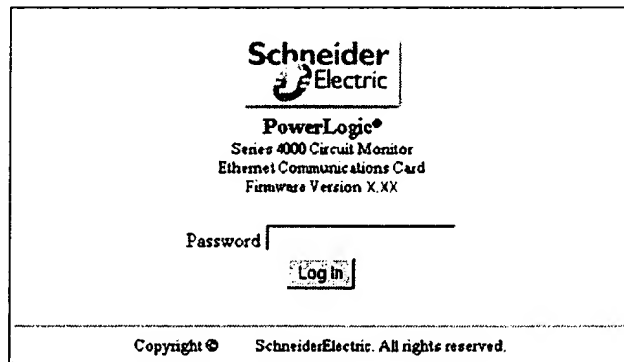 Schneider
Electric
PowerLogic®
Series 4000 Circuit Monitor
Ethernet Communications Card
Firmware Version X.XX
Password
Log in
Copyright © SchneiderElectric. All rights reserved.